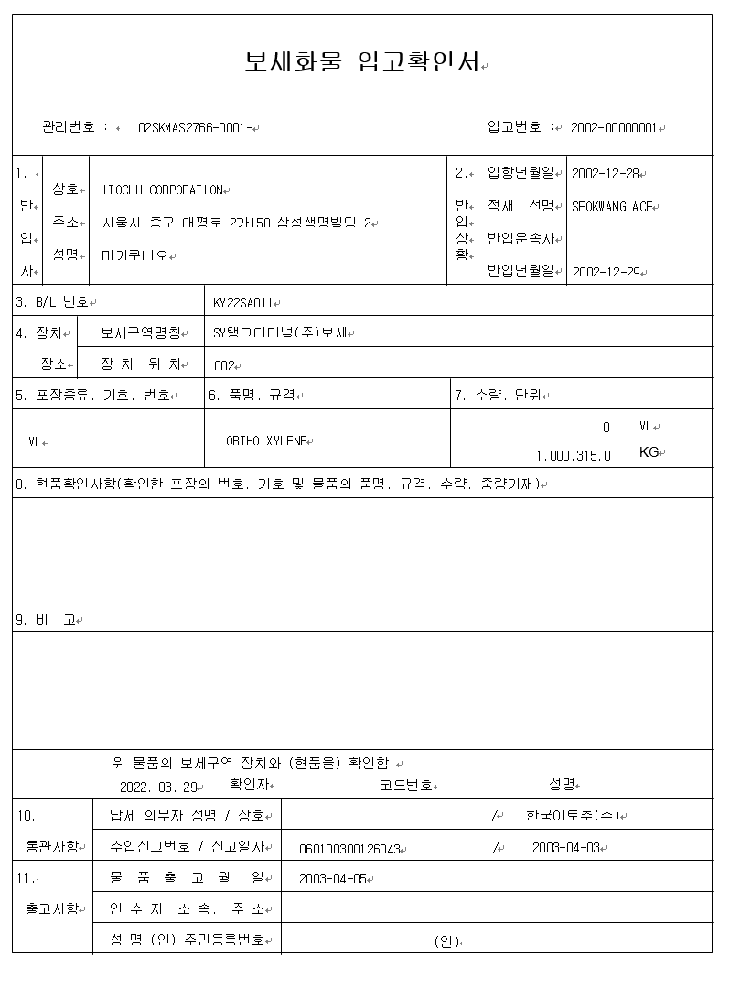 보세화물 입고확인서
관리번호 : 02SKMAS2766-0001- 입고번호 : 2002-00000001
1. 반입자
상호 ITOCHU CORPORATION
주소 서울시 중구 태평로 2가150 삼성생명빌딩 2
성명 미키쿠니오
2. 반입상황
입항년월일 2002-12-28
적재 선명 SEOKWANG ACE
반입운송자
반입년월일 2002-12-29
3. B/L 번호 KY22SA011
4. 장치 장소
보세구역명칭 SY탱크터미널(주)보세
장 치 위 치 002
5. 포장종류, 기호, 번호 6. 품명, 규격 7. 수량, 단위
VL ORTHO XYLENE 0 VL
1,000,315.0 KG
8. 현품확인사항(확인한 포장의 번호, 기호 및 물품의 품명, 규격, 수량, 중량기재)
9. 비 고
위 물품의 보세구역 장치와 (현품을) 확인함.
2022. 03. 29 확인자 코드번호 성명
10. 통관사항
납세 의무자 성명 / 상호 / 한국이토추(주)
수입신고번호 / 신고일자 060100300126043 / 2003-04-03
11. 출고사항
물 품 출 고 월 일 2003-04-05
인 수 자 소 속, 주 소
성 명 (인) 주민등록번호 (인)